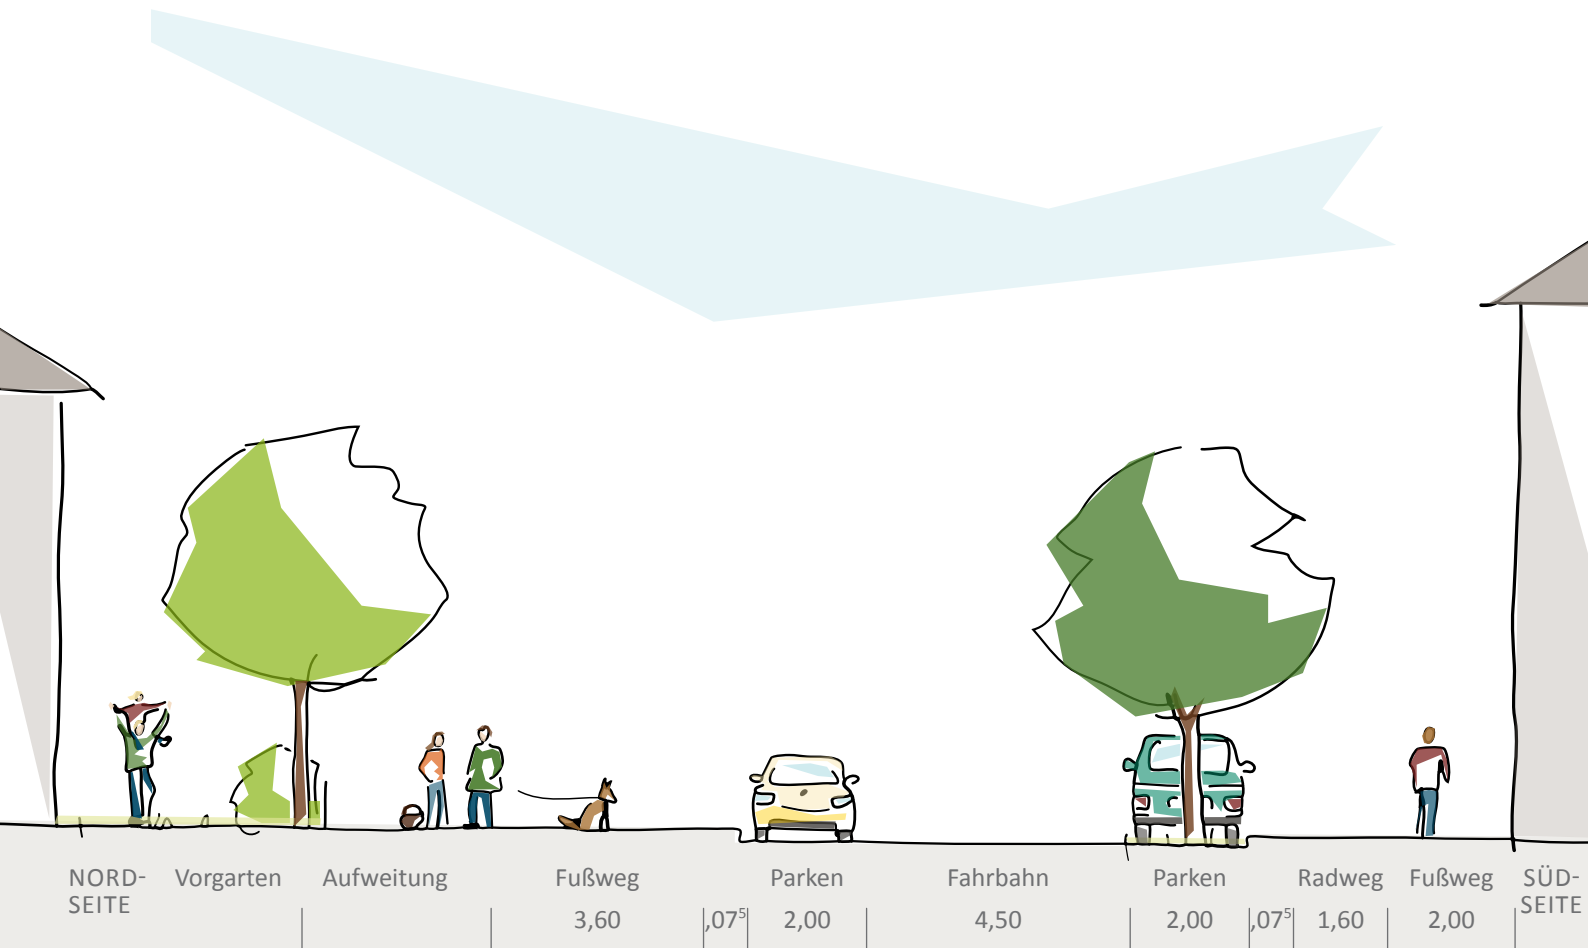 NORD-
SEITE
Vorgarten
Aufweitung
Fußweg
Parken
Fahrbahn
Parken
Radweg
Fußweg
SÜD-
SEITE
3,60
,07⁵
2,00
4,50
2,00
,07⁵
1,60
2,00